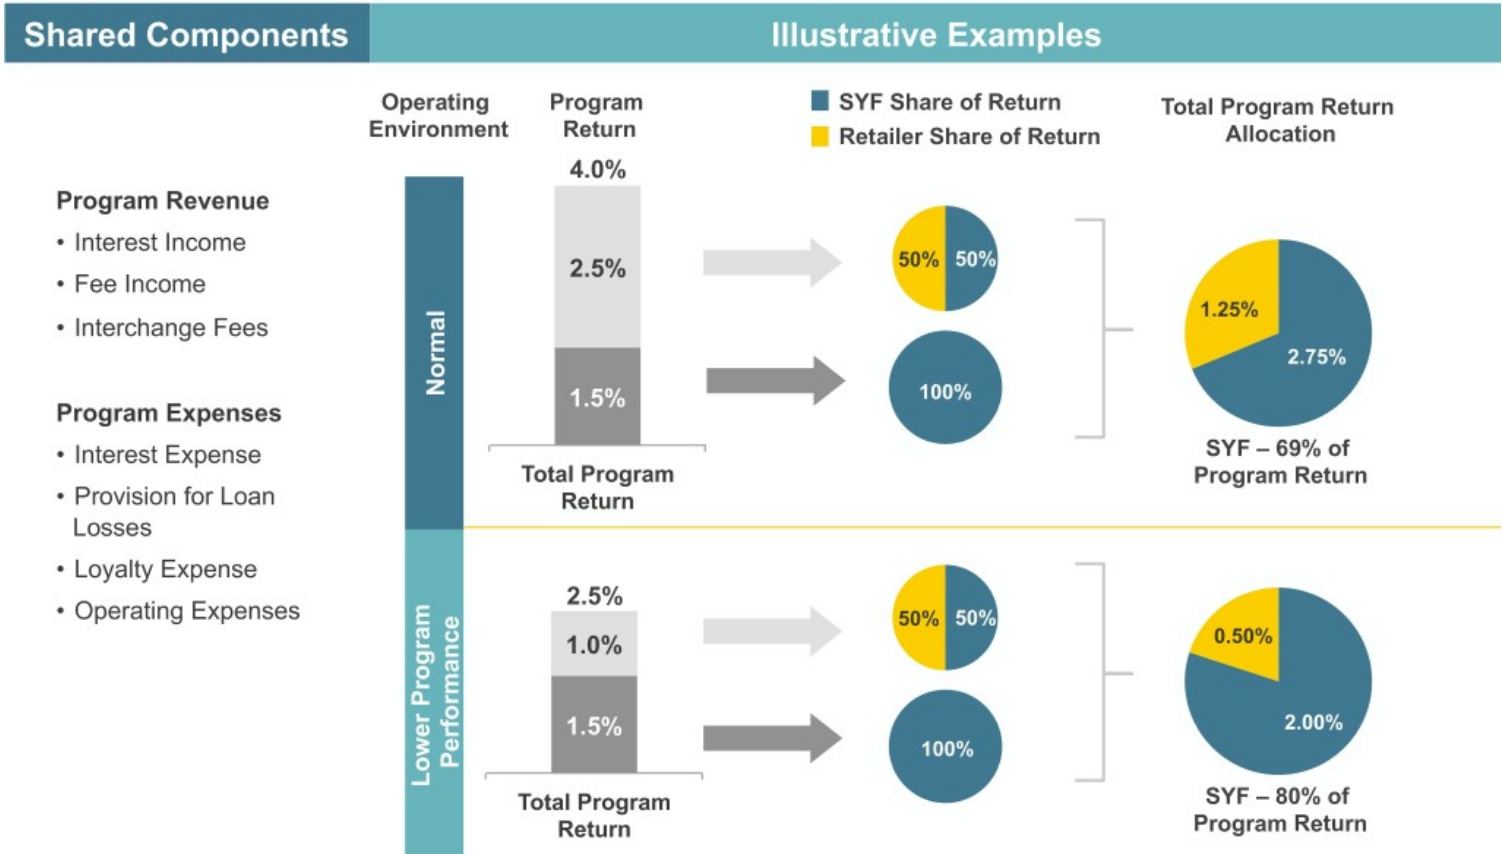 Shared Components
Illustrative Examples
Operating
Environment
Program
Return
SYF Share of Return
Retailer Share of Return
Total Program Return
Allocation
Program Revenue
• Interest Income
• Fee Income
• Interchange Fees
Program Expenses
• Interest Expense
• Provision for Loan
Losses
• Loyalty Expense
• Operating Expenses
Normal
4.0%
2.5%
1.5%
Total Program
Return
50%
50%
100%
1.25%
2.75%
SYF – 69% of
Program Return
Lower Program
Performance
2.5%
1.0%
1.5%
Total Program
Return
50%
50%
100%
0.50%
2.00%
SYF – 80% of
Program Return